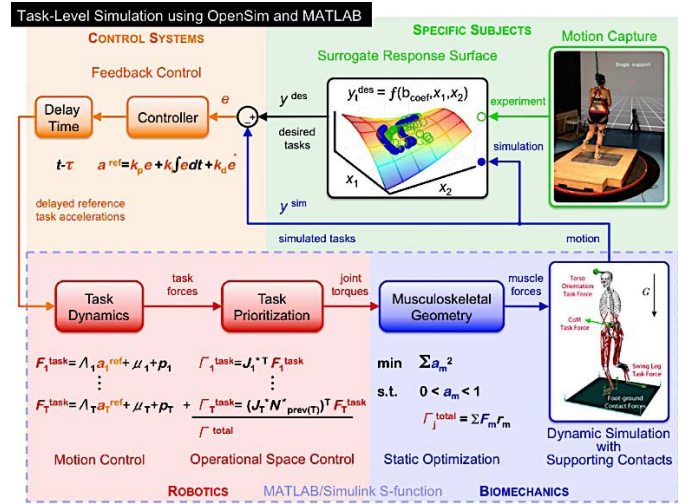 Task-Level Simulation using OpenSim and MATLAB
CONTROL SYSTEMS
SPECIFIC SUBJECTS
Feedback Control
Surrogate Response Surface
Motion Capture
Delay Time
Controller
e
y des
desired tasks
y_t^des = f(b_coef, x_1, x_2)
x_1
x_2
experiment
simulation
Single support
t-τ
a^ref = k_p e + k_i ∫ e dt + k_d ė
delayed reference
task accelerations
y sim
simulated tasks
motion
Task Dynamics
task forces
Task Prioritization
joint torques
Musculoskeletal Geometry
muscle forces
Torso Orientation Task Force
G
CoM Task Force
Swing Leg Task Force
Foot-ground Contact Forces
F_1^task = Λ_1 a_1^ref + μ_1 + p_1
⋮
F_T^task = Λ_T a_T^ref + μ_T + p_T
Γ_1^task = J_1^*T F_1^task
⋮
+ Γ_T^task = (J_T^* N^*_prev(T))^T F_T^task
Γ^total
min Σ a_m^2
s.t. 0 < a_m < 1
Γ_j^total = Σ F_m r_m
Motion Control
Operational Space Control
Static Optimization
Dynamic Simulation with Supporting Contacts
ROBOTICS
MATLAB/Simulink S-function
BIOMECHANICS